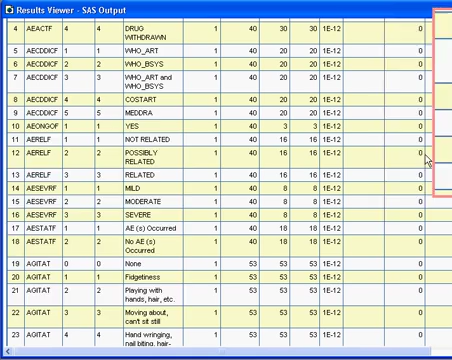 Results Viewer - SAS Output
4 AEACTF 4 4 DRUG 1 40 30 30 1E-12 0
WITHDRAWN
5 AECDDICF 1 1 WHO_ART 1 40 20 20 1E-12 0
6 AECDDICF 2 2 WHO_BSYS 1 40 20 20 1E-12 0
7 AECDDICF 3 3 WHO_ART and 1 40 20 20 1E-12 0
WHO_BSYS
8 AECDDICF 4 4 COSTART 1 40 20 20 1E-12 0
9 AECDDICF 5 5 MEDDRA 1 40 20 20 1E-12 0
10 AEONGOF 1 1 YES 1 40 3 3 1E-12 0
11 AERELF 1 1 NOT RELATED 1 40 16 16 1E-12 0
12 AERELF 2 2 POSSIBLY 1 40 16 16 1E-12 0
RELATED
13 AERELF 3 3 RELATED 1 40 16 16 1E-12 0
14 AESEVRF 1 1 MILD 1 40 8 8 1E-12 0
15 AESEVRF 2 2 MODERATE 1 40 8 8 1E-12 0
16 AESEVRF 3 3 SEVERE 1 40 8 8 1E-12 0
17 AESTATF 1 1 AE (s) Occurred 1 40 18 18 1E-12 0
18 AESTATF 2 2 No AE (s) 1 40 18 18 1E-12 0
Occurred
19 AGITAT 0 0 None 1 53 53 53 1E-12 0
20 AGITAT 1 1 Fidgetiness 1 53 53 53 1E-12 0
21 AGITAT 2 2 Playing with 1 53 53 53 1E-12 0
hands, hair, etc.
22 AGITAT 3 3 Moving about, 1 53 53 53 1E-12 0
can't sit still
23 AGITAT 4 4 Hand wringing, 1 53 53 53 1E-12 0
nail biting, hair-